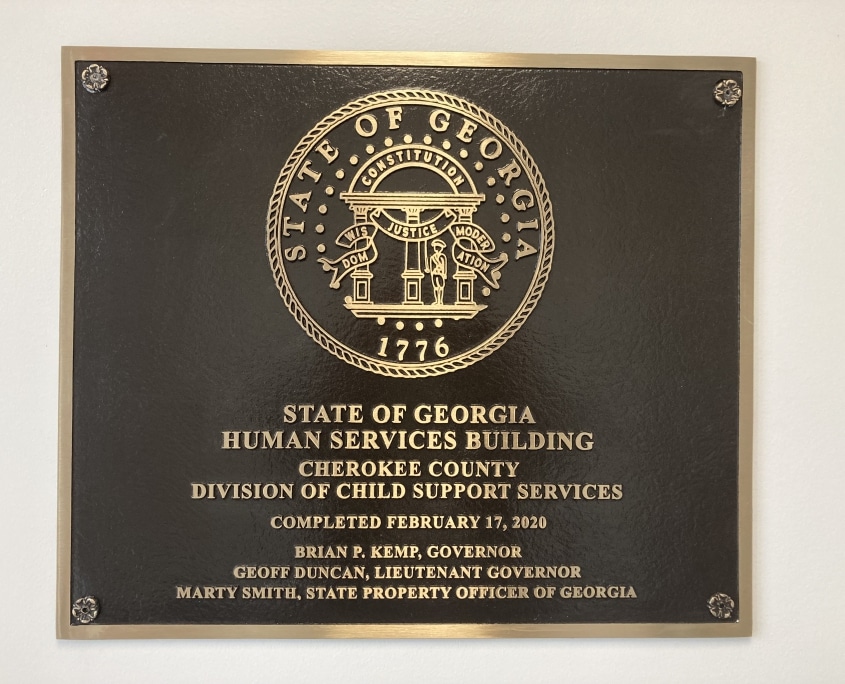 STATE OF GEORGIA
CONSTITUTION
WIS
DOM
JUSTICE
MODER
ATION
1776
STATE OF GEORGIA
HUMAN SERVICES BUILDING
CHEROKEE COUNTY
DIVISION OF CHILD SUPPORT SERVICES
COMPLETED FEBRUARY 17, 2020
BRIAN P. KEMP, GOVERNOR
GEOFF DUNCAN, LIEUTENANT GOVERNOR
MARTY SMITH, STATE PROPERTY OFFICER OF GEORGIA